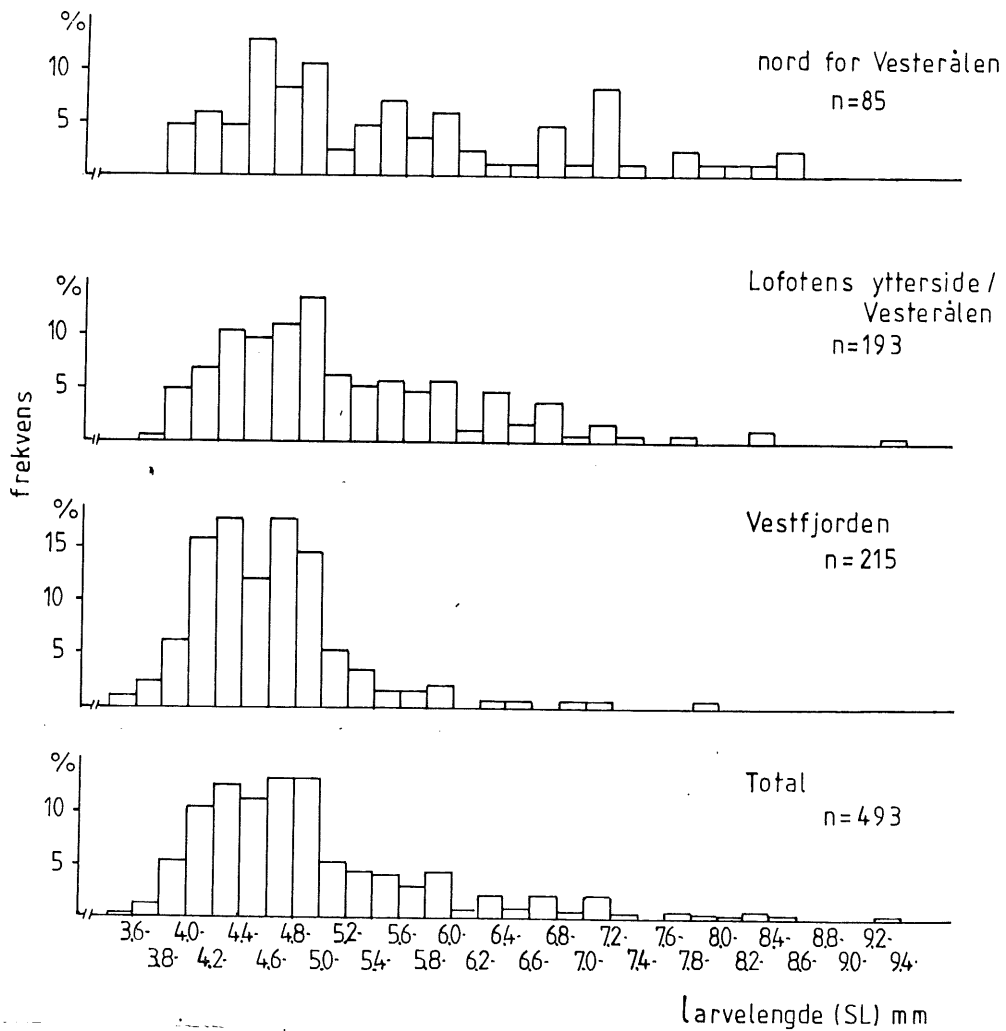 %
10
5
nord for Vesterålen
n=85
%
10
5
Lofotens ytterside/
Vesterålen
n=193
frekvens
%
15
10
5
Vestfjorden
n=215
%
10
5
Total
n=493
3.6- 4.0- 4.4- 4.8- 5.2- 5.6- 6.0- 6.4- 6.8- 7.2- 7.6- 8.0- 8.4- 8.8- 9.2-
3.8- 4.2- 4.6- 5.0- 5.4- 5.8- 6.2- 6.6- 7.0- 7.4- 7.8- 8.2- 8.6- 9.0- 9.4-
larvelengde (SL) mm